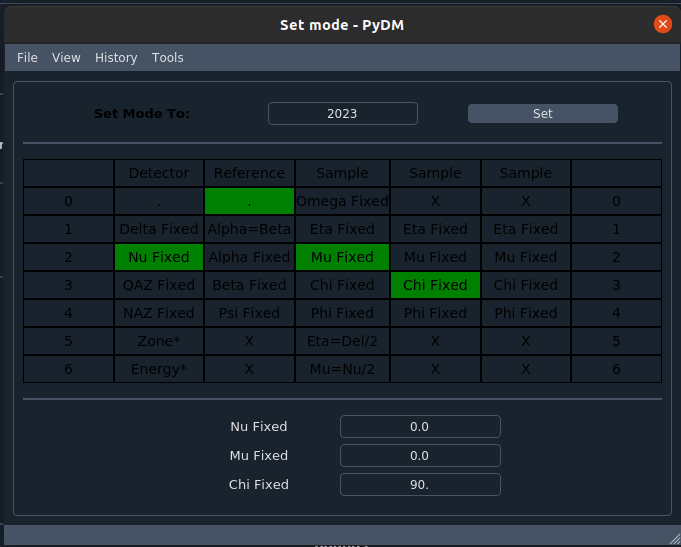 Set mode - PyDM
File View History Tools
Set Mode To: 2023 Set
Detector Reference Sample Sample Sample
0 . . Omega Fixed X X 0
1 Delta Fixed Alpha=Beta Eta Fixed Eta Fixed Eta Fixed 1
2 Nu Fixed Alpha Fixed Mu Fixed Mu Fixed Mu Fixed 2
3 QAZ Fixed Beta Fixed Chi Fixed Chi Fixed Chi Fixed 3
4 NAZ Fixed Psi Fixed Phi Fixed Phi Fixed Phi Fixed 4
5 Zone* X Eta=Del/2 X X 5
6 Energy* X Mu=Nu/2 X X 6
Nu Fixed 0.0
Mu Fixed 0.0
Chi Fixed 90.